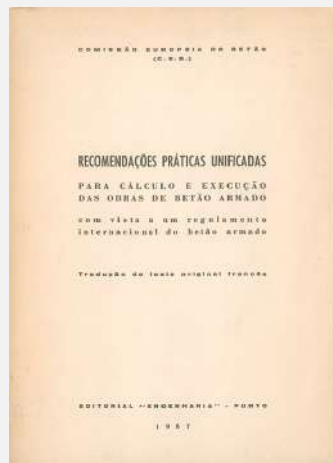 COMISSÃO EUROPEIA DO BETÃO
(C. E. B.)
RECOMENDAÇÕES PRÁTICAS UNIFICADAS
PARA CÁLCULO E EXECUÇÃO
DAS OBRAS DE BETÃO ARMADO
com vista a um regulamento
internacional do betão armado
Tradução do texto original francês
EDITORIAL "ENGENHARIA" - PORTO
1967